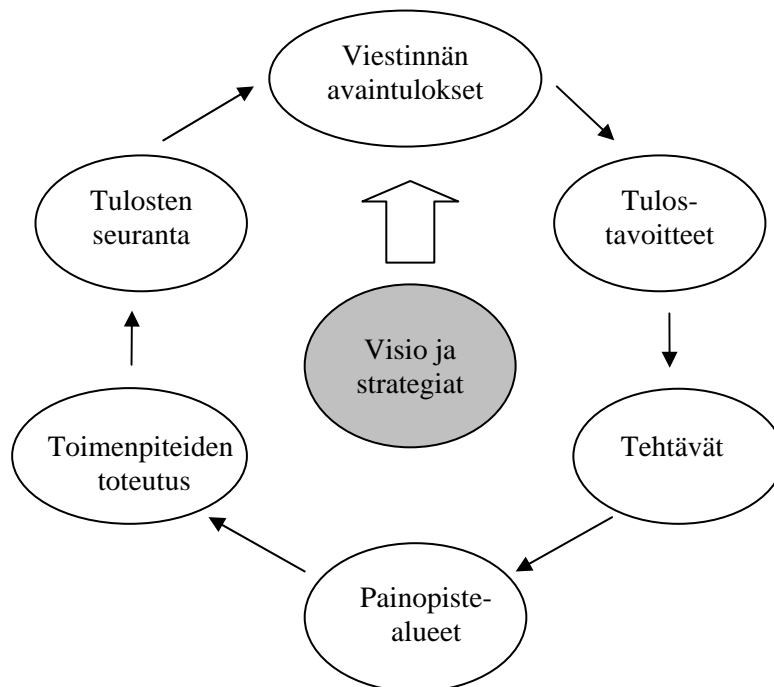 Viestinnän
avaintulokset
Tulos-
tavoitteet
Tehtävät
Painopiste-
alueet
Toimenpiteiden
toteutus
Tulosten
seuranta
Visio ja
strategiat